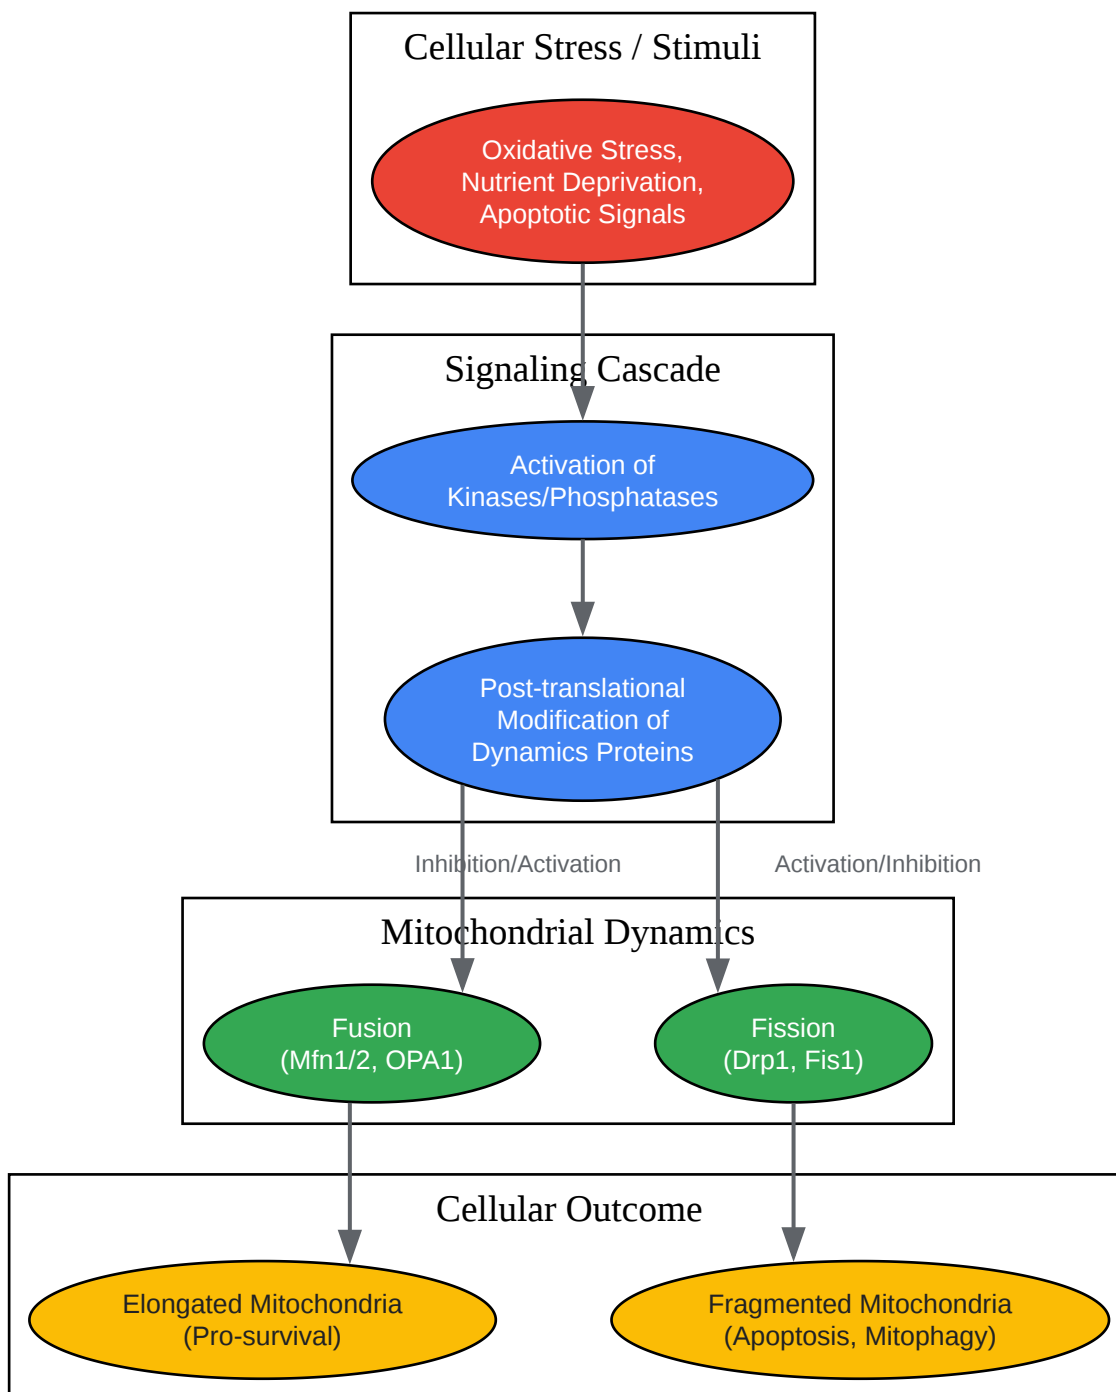 Cellular Stress / Stimuli
Oxidative Stress,
Nutrient Deprivation,
Apoptotic Signals
Signaling Cascade
Activation of
Kinases/Phosphatases
Post-translational
Modification of
Dynamics Proteins
Inhibition/Activation
Activation/Inhibition
Mitochondrial Dynamics
Fusion
(Mfn1/2, OPA1)
Fission
(Drp1, Fis1)
Cellular Outcome
Elongated Mitochondria
(Pro-survival)
Fragmented Mitochondria
(Apoptosis, Mitophagy)